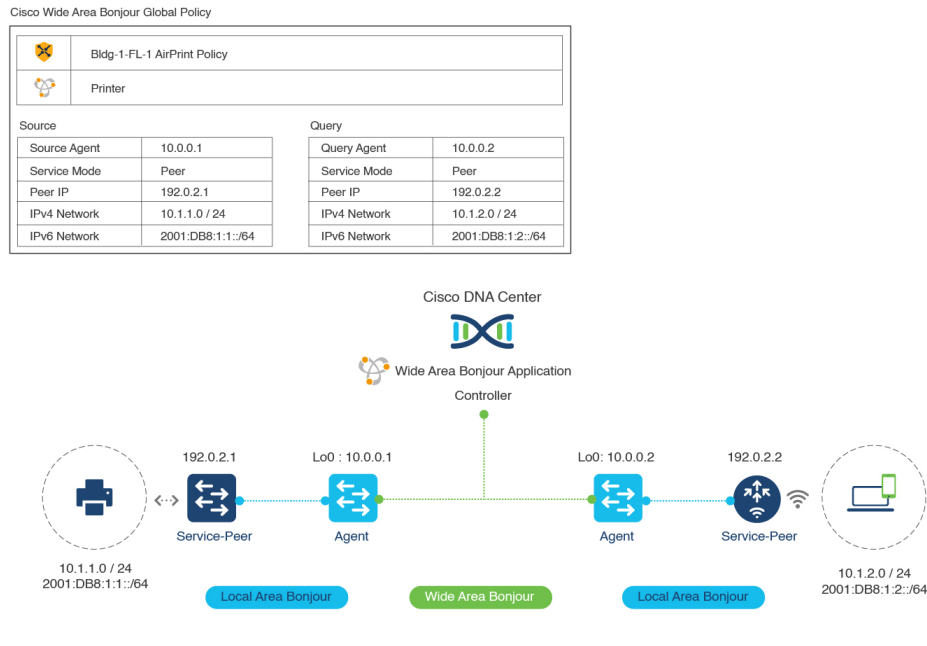 Cisco Wide Area Bonjour Global Policy
Bldg-1-FL-1 AirPrint Policy
Printer
Source
Source Agent 10.0.0.1
Service Mode Peer
Peer IP 192.0.2.1
IPv4 Network 10.1.1.0 / 24
IPv6 Network 2001:DB8:1:1::/64
Query
Query Agent 10.0.0.2
Service Mode Peer
Peer IP 192.0.2.2
IPv4 Network 10.1.2.0 / 24
IPv6 Network 2001:DB8:1:2::/64
Cisco DNA Center
Wide Area Bonjour Application
Controller
192.0.2.1
Lo0 : 10.0.0.1
Lo0: 10.0.0.2
192.0.2.2
Service-Peer
Agent
Agent
Service-Peer
10.1.1.0 / 24
2001:DB8:1:1::/64
10.1.2.0 / 24
2001:DB8:1:2::/64
Local Area Bonjour
Wide Area Bonjour
Local Area Bonjour